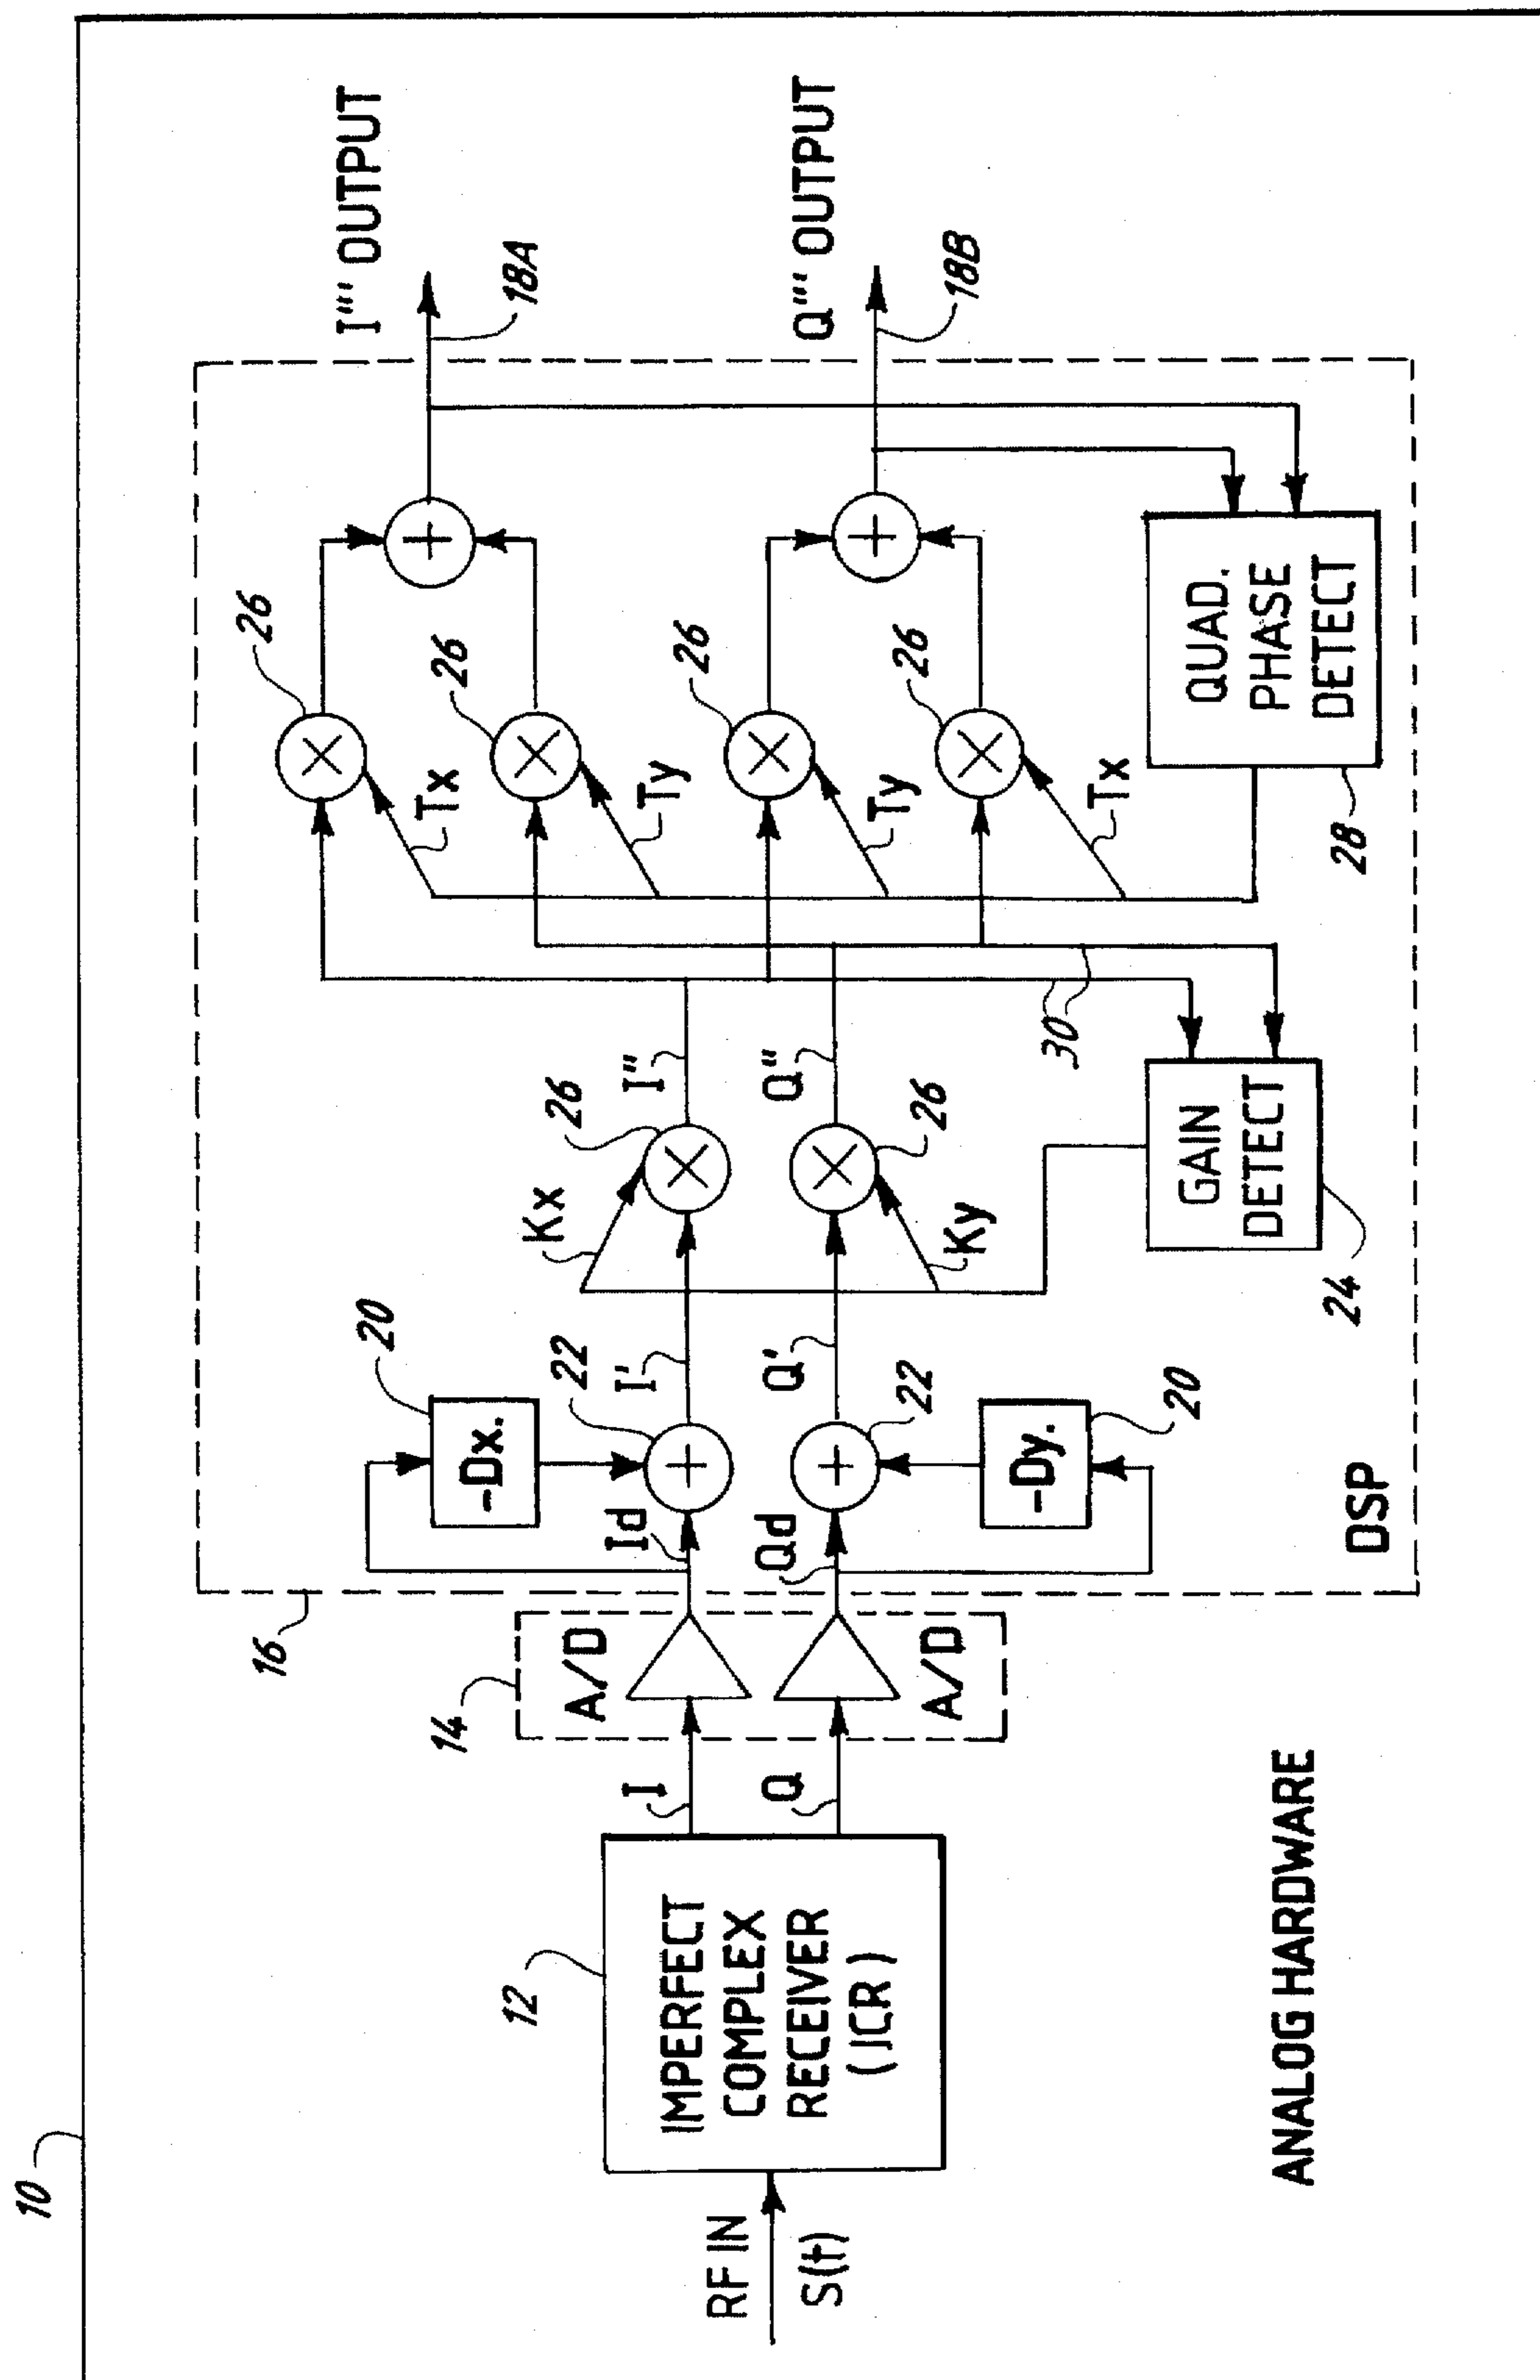 10
RF IN
S(t)
12
IMPERFECT
COMPLEX
RECEIVER
(ICR)
ANALOG HARDWARE
I
Q
14
A/D
A/D
16
Id
Qd
20
-Dx.
22
I'
Q'
22
-Dy.
20
DSP
Kx
26
I"
Q"
26
Ky
GAIN
DETECT
24
30
26
Tx
26
Ty
26
Ty
26
Tx
QUAD.
PHASE
DETECT
28
I''' OUTPUT
18A
Q''' OUTPUT
18B